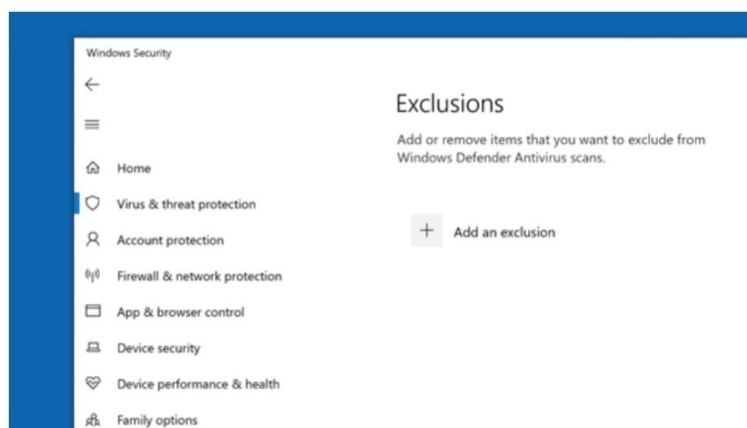 Windows Security
Exclusions
Add or remove items that you want to exclude from
Windows Defender Antivirus scans.
Add an exclusion
Home
Virus & threat protection
Account protection
Firewall & network protection
App & browser control
Device security
Device performance & health
Family options